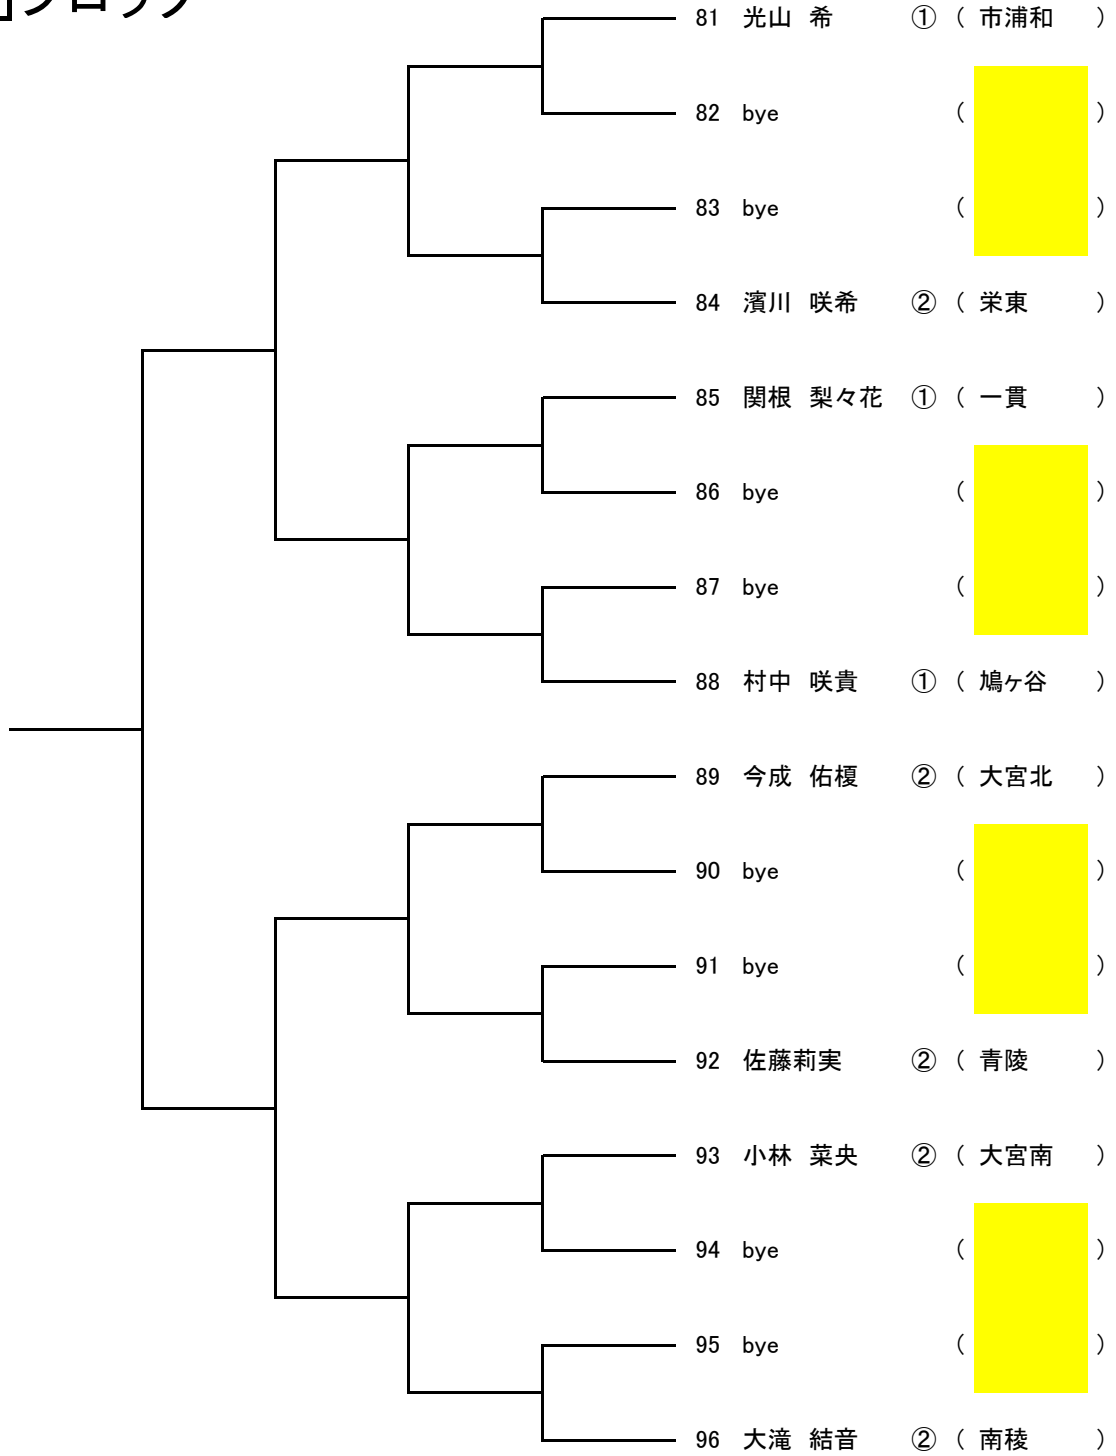 ブロック
81 光山 希 ① ( 市浦和 )
82 bye ( )
83 bye ( )
84 濱川 咲希 ② ( 栄東 )
85 関根 梨々花 ① ( 一貫 )
86 bye ( )
87 bye ( )
88 村中 咲貴 ① ( 鳩ヶ谷 )
89 今成 佑榎 ② ( 大宮北 )
90 bye ( )
91 bye ( )
92 佐藤莉実 ② ( 青陵 )
93 小林 菜央 ② ( 大宮南 )
94 bye ( )
95 bye ( )
96 大滝 結音 ② ( 南稜 )